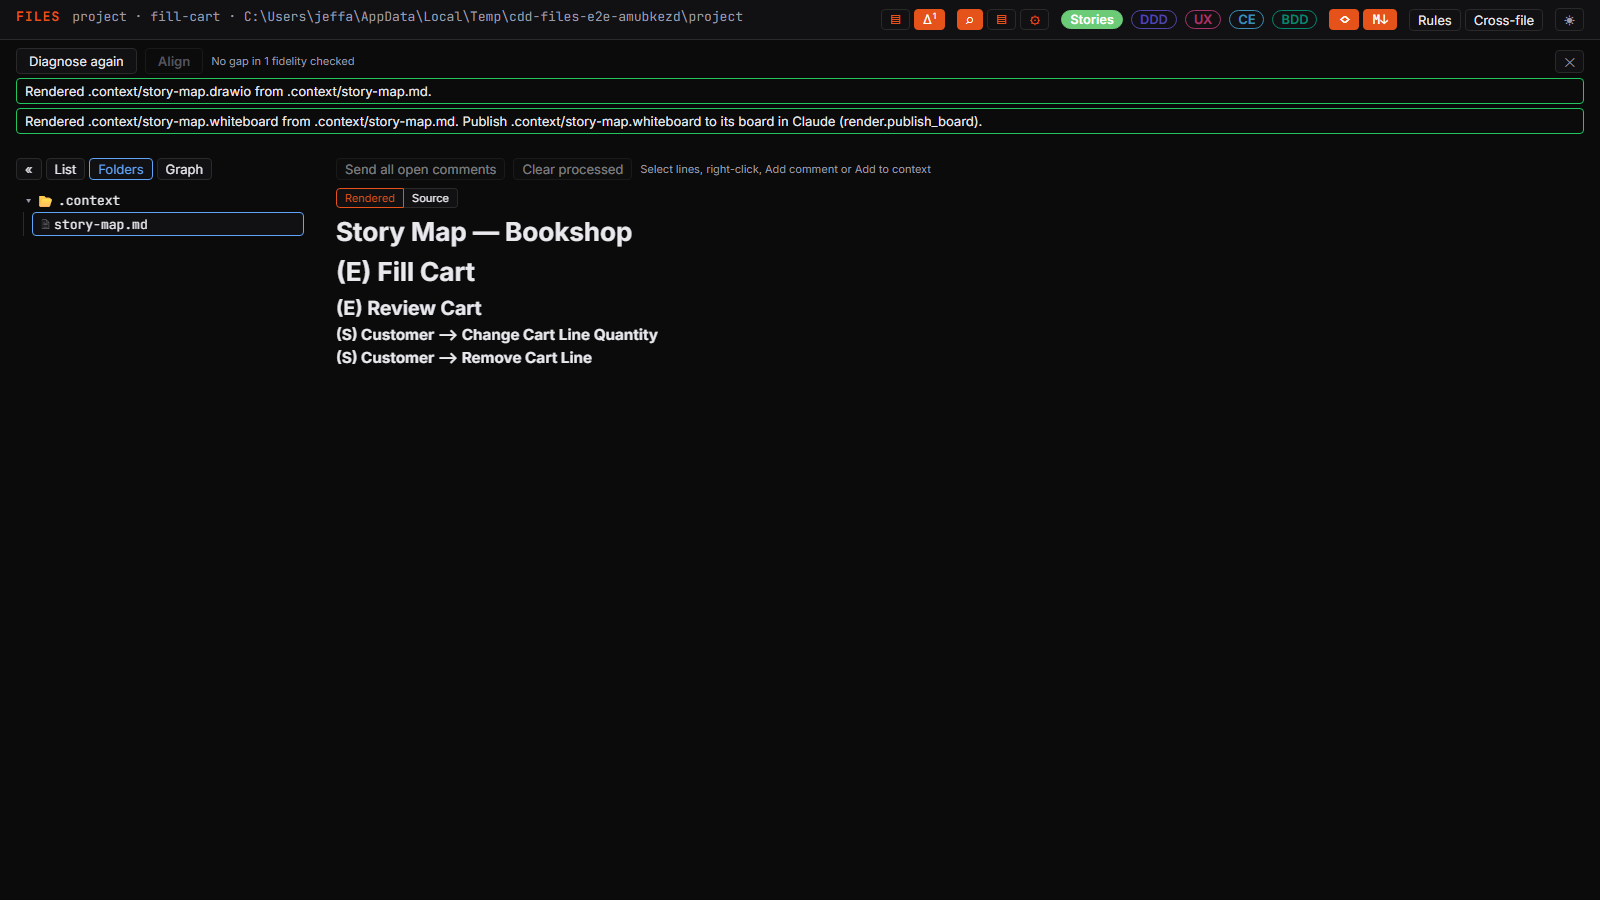 FILES project · fill-cart · C:\Users\jeffa\AppData\Local\Temp\cdd-files-e2e-amubkezd\project
Δ1 Stories DDD UX CE BDD M↓ Rules Cross-file
Diagnose again Align No gap in 1 fidelity checked
Rendered .context/story-map.drawio from .context/story-map.md.
Rendered .context/story-map.whiteboard from .context/story-map.md. Publish .context/story-map.whiteboard to its board in Claude (render.publish_board).
« List Folders Graph
Send all open comments Clear processed Select lines, right-click, Add comment or Add to context
.context
Rendered Source
story-map.md
Story Map — Bookshop
(E) Fill Cart
(E) Review Cart
(S) Customer --> Change Cart Line Quantity
(S) Customer --> Remove Cart Line